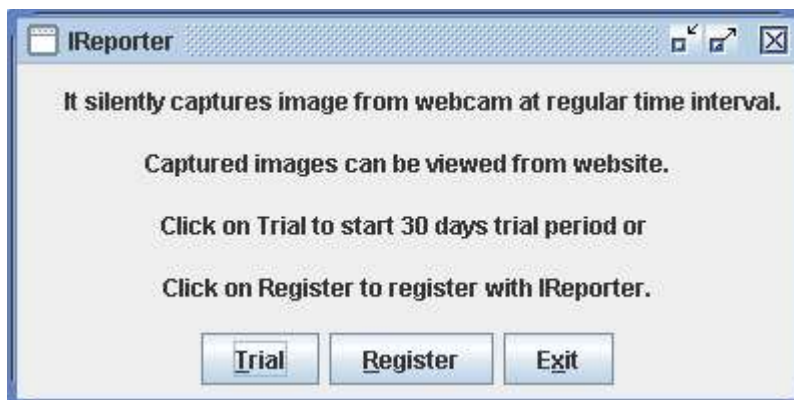 IReporter
It silently captures image from webcam at regular time interval.
Captured images can be viewed from website.
Click on Trial to start 30 days trial period or
Click on Register to register with IReporter.
Trial Register Exit